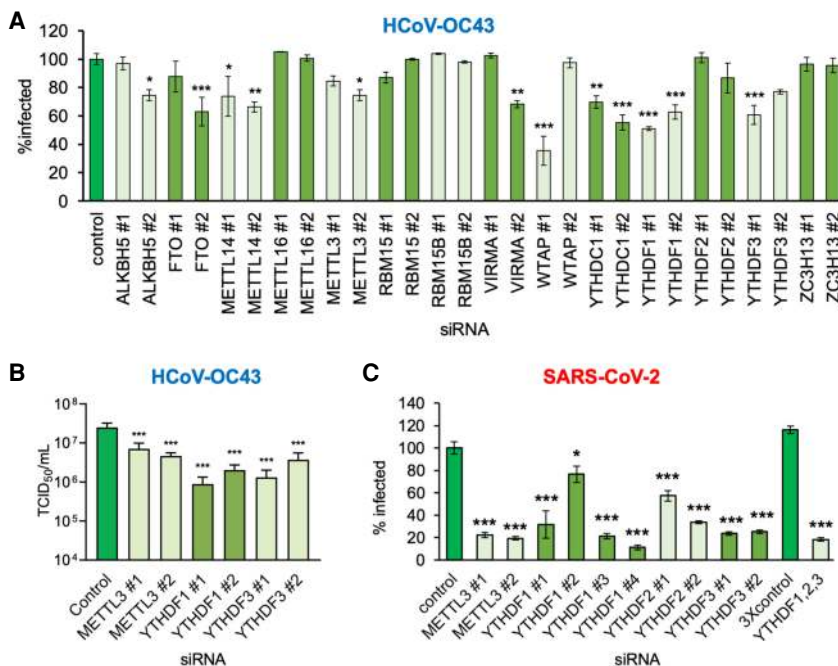 A
HCoV-OC43
%infected
120
100
80
60
40
20
0
* *** * ** * ** *** ** *** *** *** ***
control
ALKBH5 #1
ALKBH5 #2
FTO #1
FTO #2
METTL14 #1
METTL14 #2
METTL16 #1
METTL16 #2
METTL3 #1
METTL3 #2
RBM15 #1
RBM15 #2
RBM15B #1
RBM15B #2
VIRMA #1
VIRMA #2
WTAP #1
WTAP #2
YTHDC1 #1
YTHDC1 #2
YTHDF1 #1
YTHDF1 #2
YTHDF2 #1
YTHDF2 #2
YTHDF3 #1
YTHDF3 #2
ZC3H13 #1
ZC3H13 #2
siRNA
B
HCoV-OC43
TCID50/mL
10⁸
10⁷
10⁶
10⁵
10⁴
*** *** *** *** *** ***
Control
METTL3 #1
METTL3 #2
YTHDF1 #1
YTHDF1 #2
YTHDF3 #1
YTHDF3 #2
siRNA
C
SARS-CoV-2
% infected
140
120
100
80
60
40
20
0
*** *** *** * *** *** *** *** *** *** ***
control
METTL3 #1
METTL3 #2
YTHDF1 #1
YTHDF1 #2
YTHDF1 #3
YTHDF1 #4
YTHDF2 #1
YTHDF2 #2
YTHDF3 #1
YTHDF3 #2
3Xcontrol
YTHDF1,2,3
siRNA